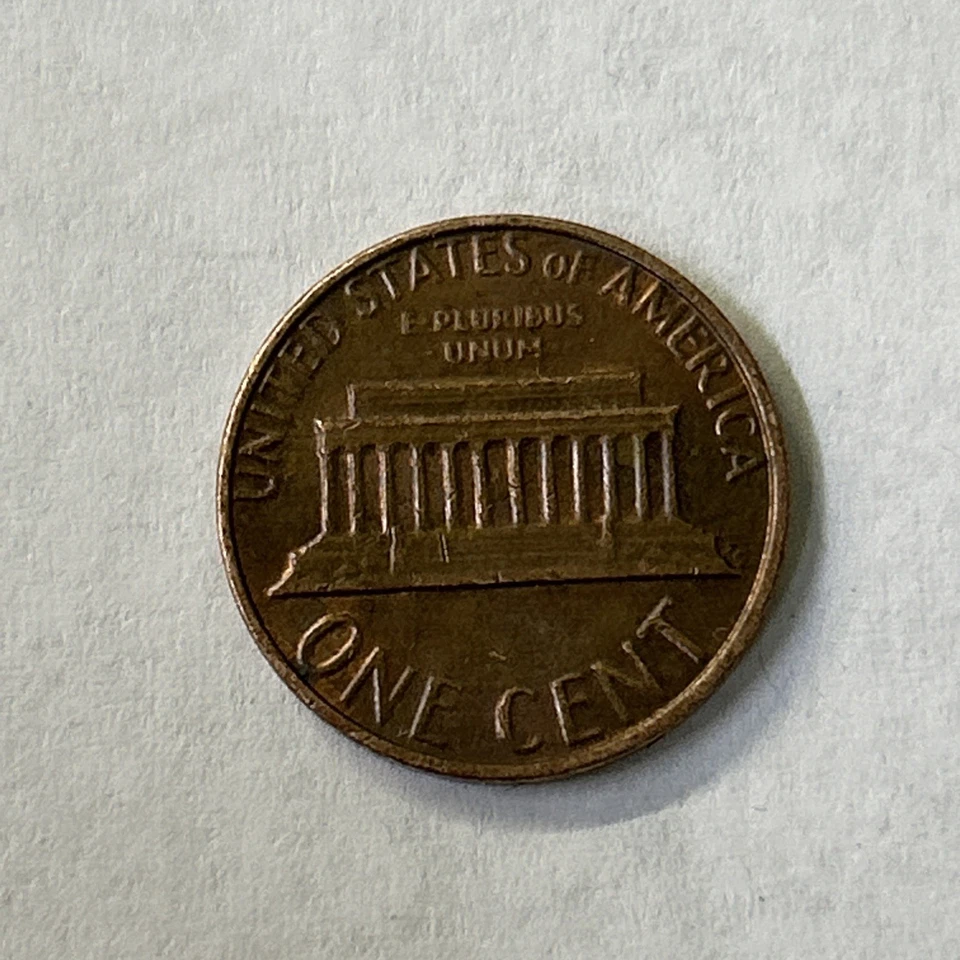 UNITED STATES OF AMERICA
E·PLURIBUS
UNUM
ONE CENT